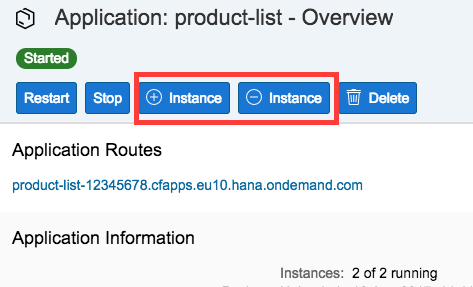 Application: product-list - Overview
Started
Restart Stop Instance Instance Delete
Application Routes
product-list-12345678.cfapps.eu10.hana.ondemand.com
Application Information
Instances: 2 of 2 running